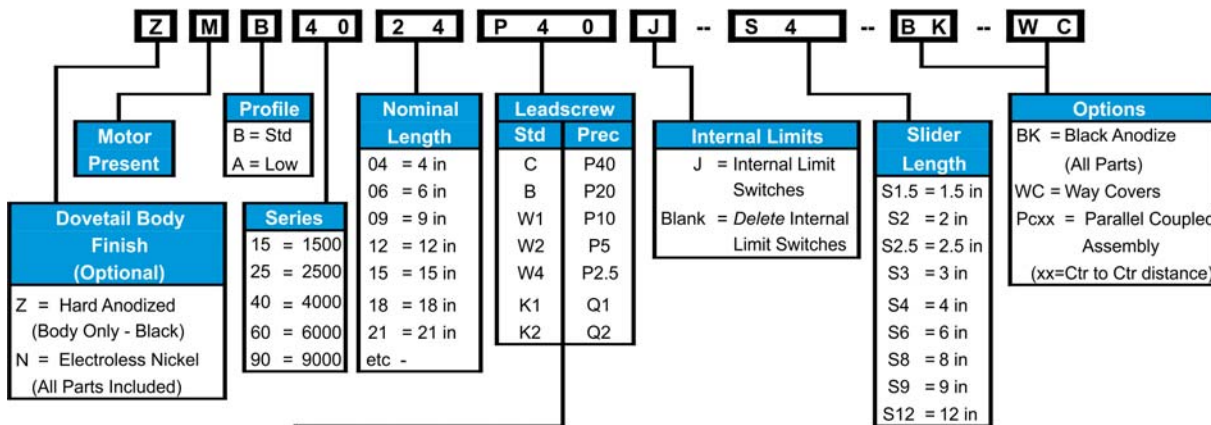 Z M B 4 0 2 4 P 4 0 J -- S 4 -- B K -- W C
Motor
Present
Profile
B = Std
A = Low
Nominal
Length
04 = 4 in
06 = 6 in
09 = 9 in
12 = 12 in
15 = 15 in
18 = 18 in
21 = 21 in
etc -
Leadscrew
Std Prec
C P40
B P20
W1 P10
W2 P5
W4 P2.5
K1 Q1
K2 Q2
Internal Limits
J = Internal Limit
Switches
Blank = Delete Internal
Limit Switches
Slider
Length
S1.5 = 1.5 in
S2 = 2 in
S2.5 = 2.5 in
S3 = 3 in
S4 = 4 in
S6 = 6 in
S8 = 8 in
S9 = 9 in
S12 = 12 in
Options
BK = Black Anodize
(All Parts)
WC = Way Covers
Pcxx = Parallel Coupled
Assembly
(xx=Ctr to Ctr distance)
Dovetail Body
Finish
(Optional)
Z = Hard Anodized
(Body Only - Black)
N = Electroless Nickel
(All Parts Included)
Series
15 = 1500
25 = 2500
40 = 4000
60 = 6000
90 = 9000